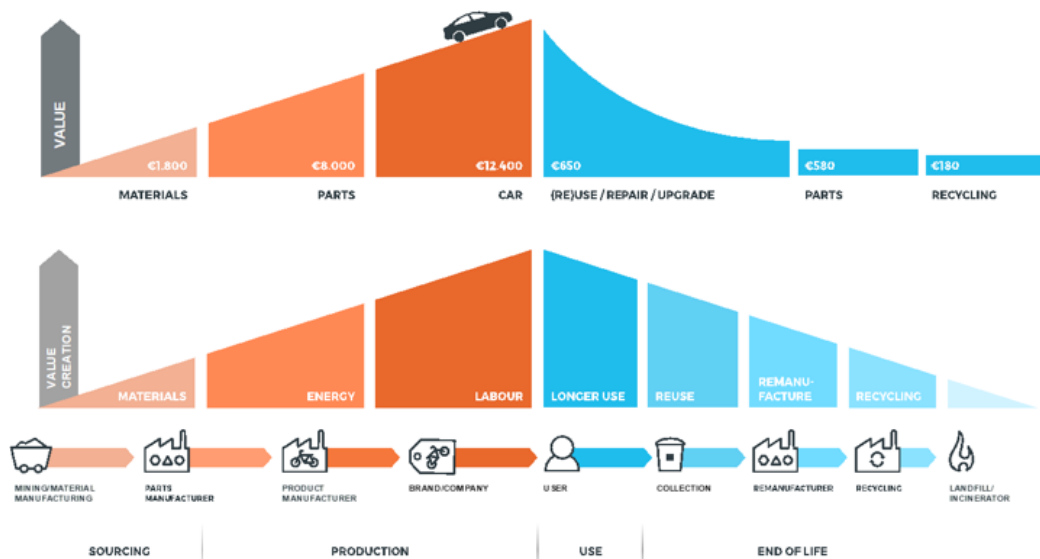 VALUE
€1.800
€8.000
€12.400
€650
€580
€180
MATERIALS
PARTS
CAR
(RE)USE / REPAIR / UPGRADE
PARTS
RECYCLING
VALUE
CREATION
MATERIALS
ENERGY
LABOUR
LONGER USE
REUSE
REMANU-
FACTURE
RECYCLING
MINING/MATERIAL
MANUFACTURING
PARTS
MANUFACTURER
PRODUCT
MANUFACTURER
BRAND/COMPANY
USER
COLLECTION
REMANUFACTURER
RECYCLING
LANDFILL/
INCINERATOR
SOURCING
PRODUCTION
USE
END OF LIFE